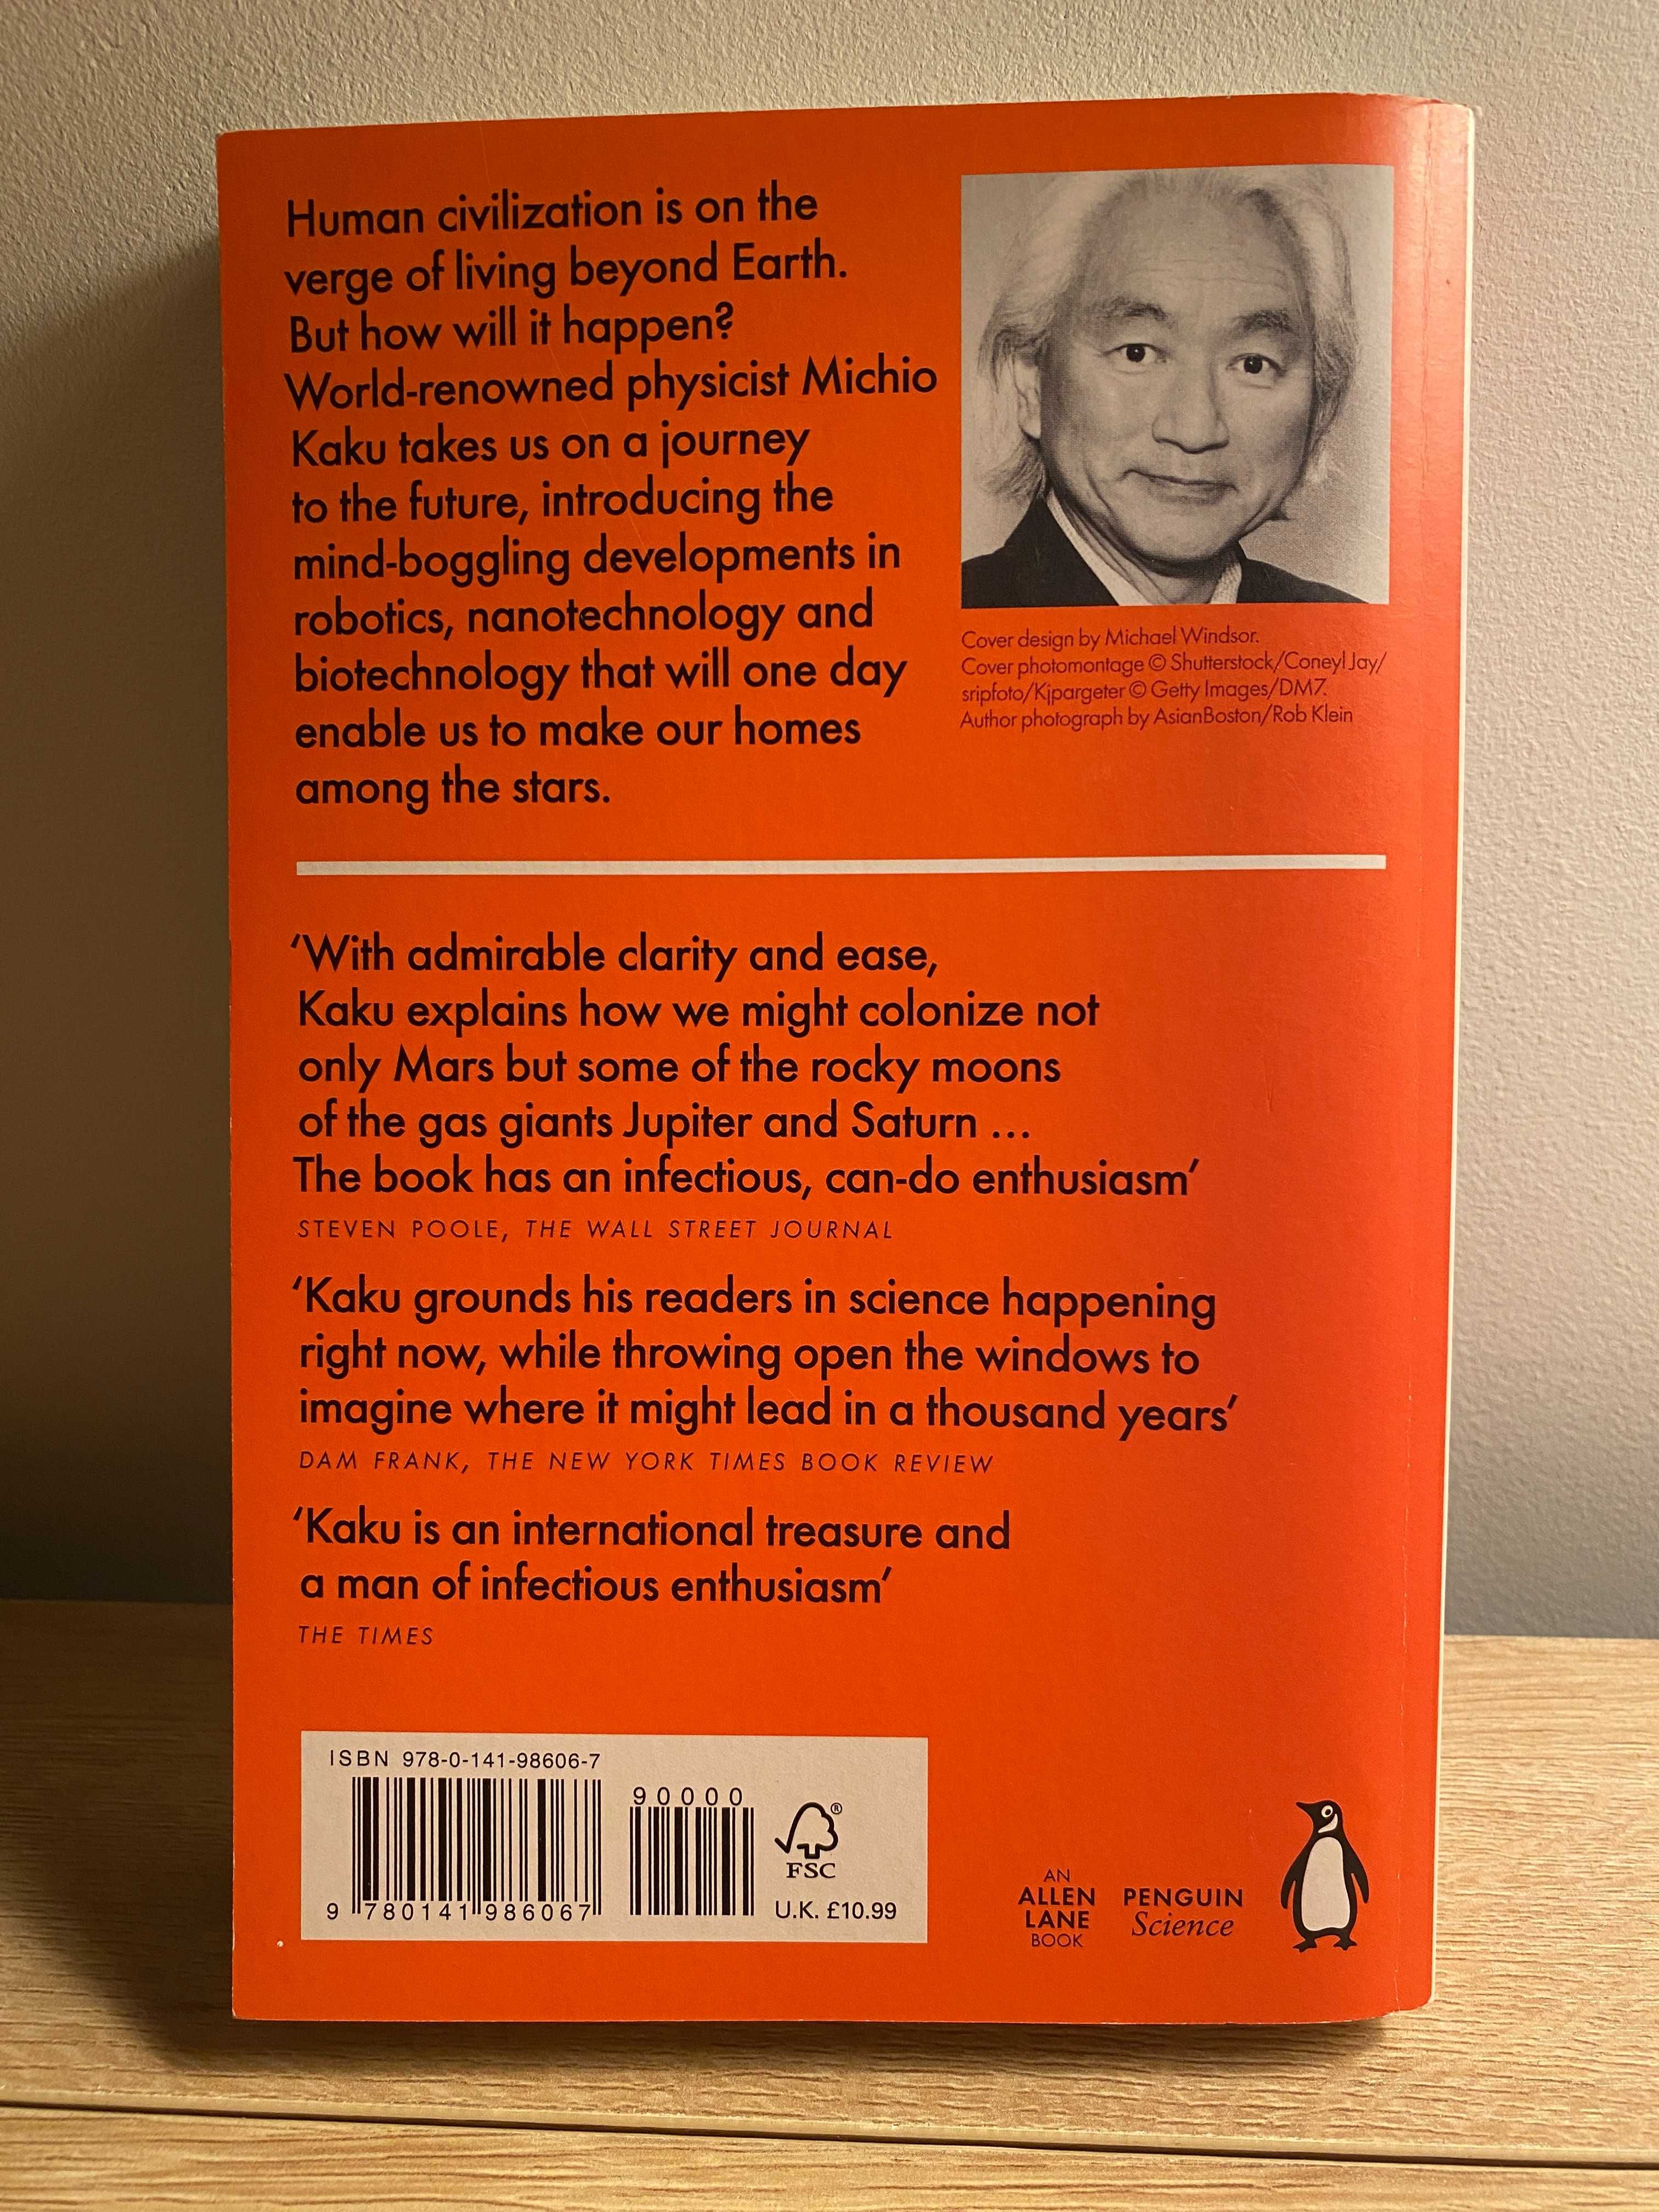 Human civilization is on the
verge of living beyond Earth.
But how will it happen?
World-renowned physicist Michio
Kaku takes us on a journey
to the future, introducing the
mind-boggling developments in
robotics, nanotechnology and
biotechnology that will one day
enable us to make our homes
among the stars.
Cover design by Michael Windsor.
Cover photomontage © Shutterstock/Coneyl Jay/
sripfoto/Kjpargeter © Getty Images/DM7.
Author photograph by AsianBoston/Rob Klein
‘With admirable clarity and ease,
Kaku explains how we might colonize not
only Mars but some of the rocky moons
of the gas giants Jupiter and Saturn ...
The book has an infectious, can-do enthusiasm’
STEVEN POOLE, THE WALL STREET JOURNAL
‘Kaku grounds his readers in science happening
right now, while throwing open the windows to
imagine where it might lead in a thousand years’
DAM FRANK, THE NEW YORK TIMES BOOK REVIEW
‘Kaku is an international treasure and
a man of infectious enthusiasm’
THE TIMES
ISBN 978-0-141-98606-7
90000
9 780141 986067
®
FSC
U.K. £10.99
AN
ALLEN
LANE
BOOK
PENGUIN
Science